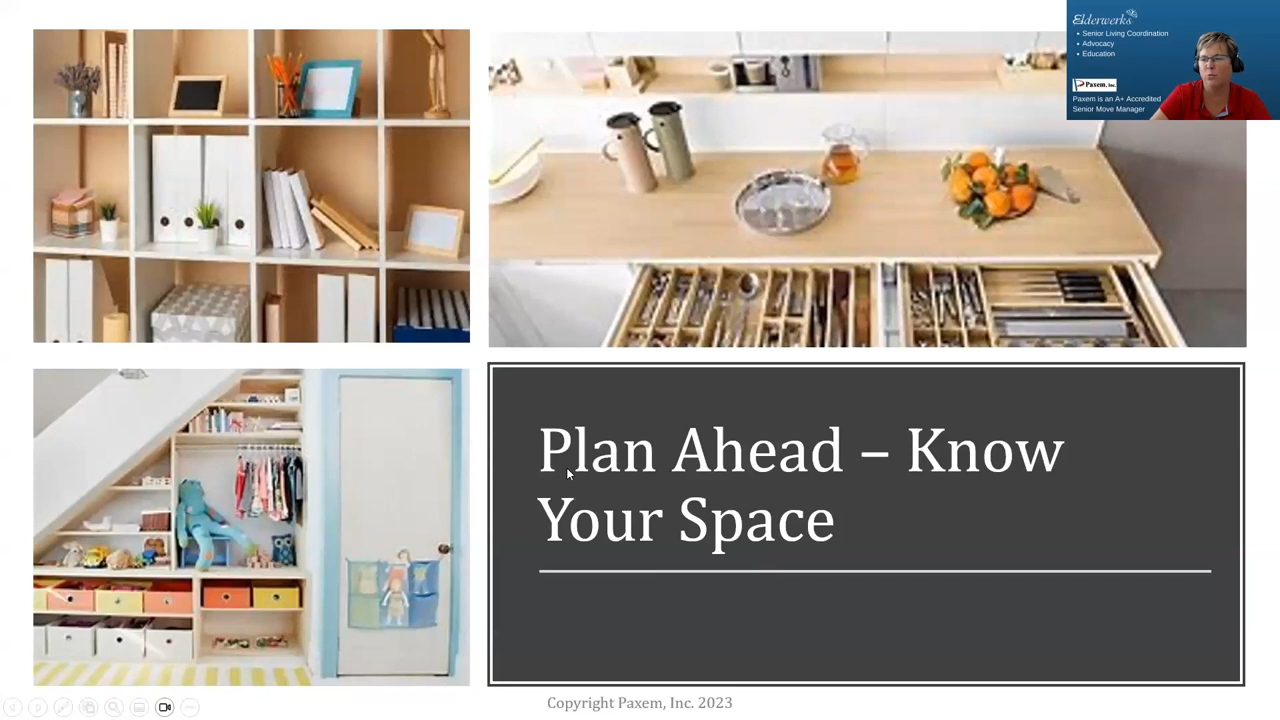 Elderwerks
• Senior Living Coordination
• Advocacy
• Education
Paxem, Inc.
Paxem is an A+ Accredited
Senior Move Manager
Plan Ahead – Know
Your Space
Copyright Paxem, Inc. 2023